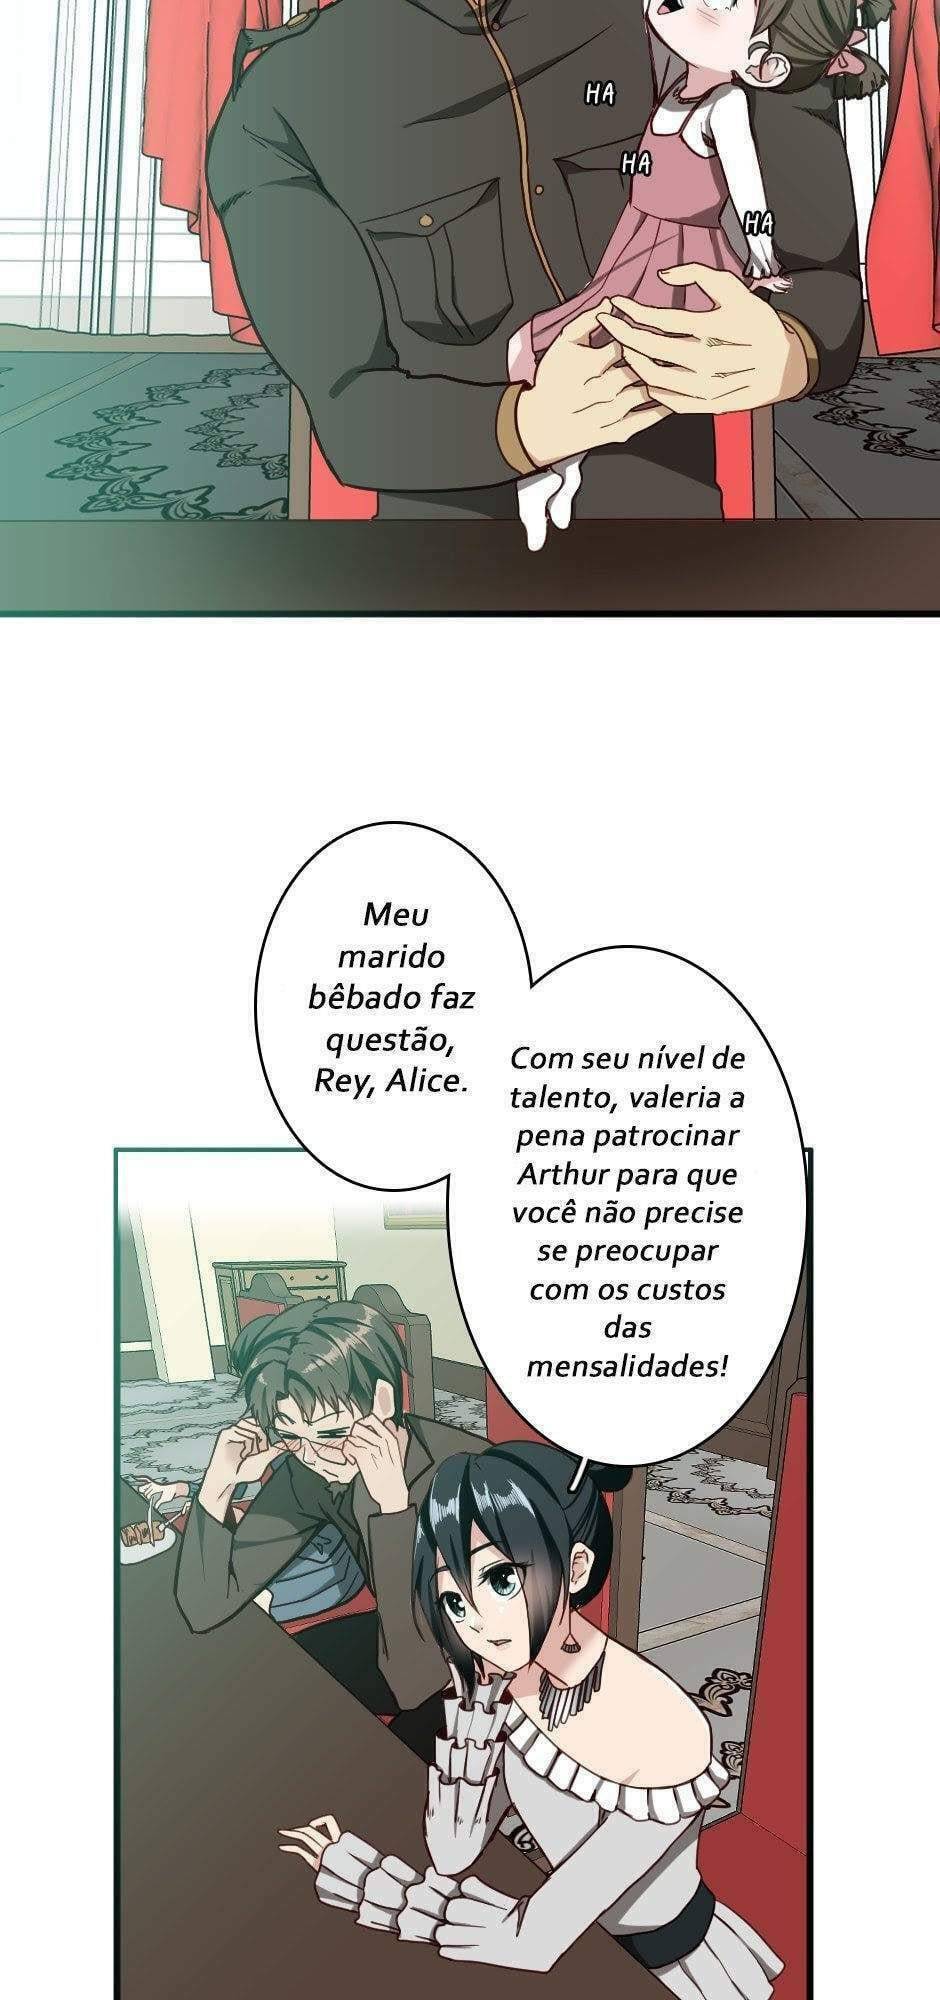 HA
HA
HA
Meu
marido
bêbado faz
questão,
Rey, Alice.
Com seu nível de
talento, valeria a
pena patrocinar
Arthur para que
você não precise
se preocupar
com os custos
das
mensalidades!